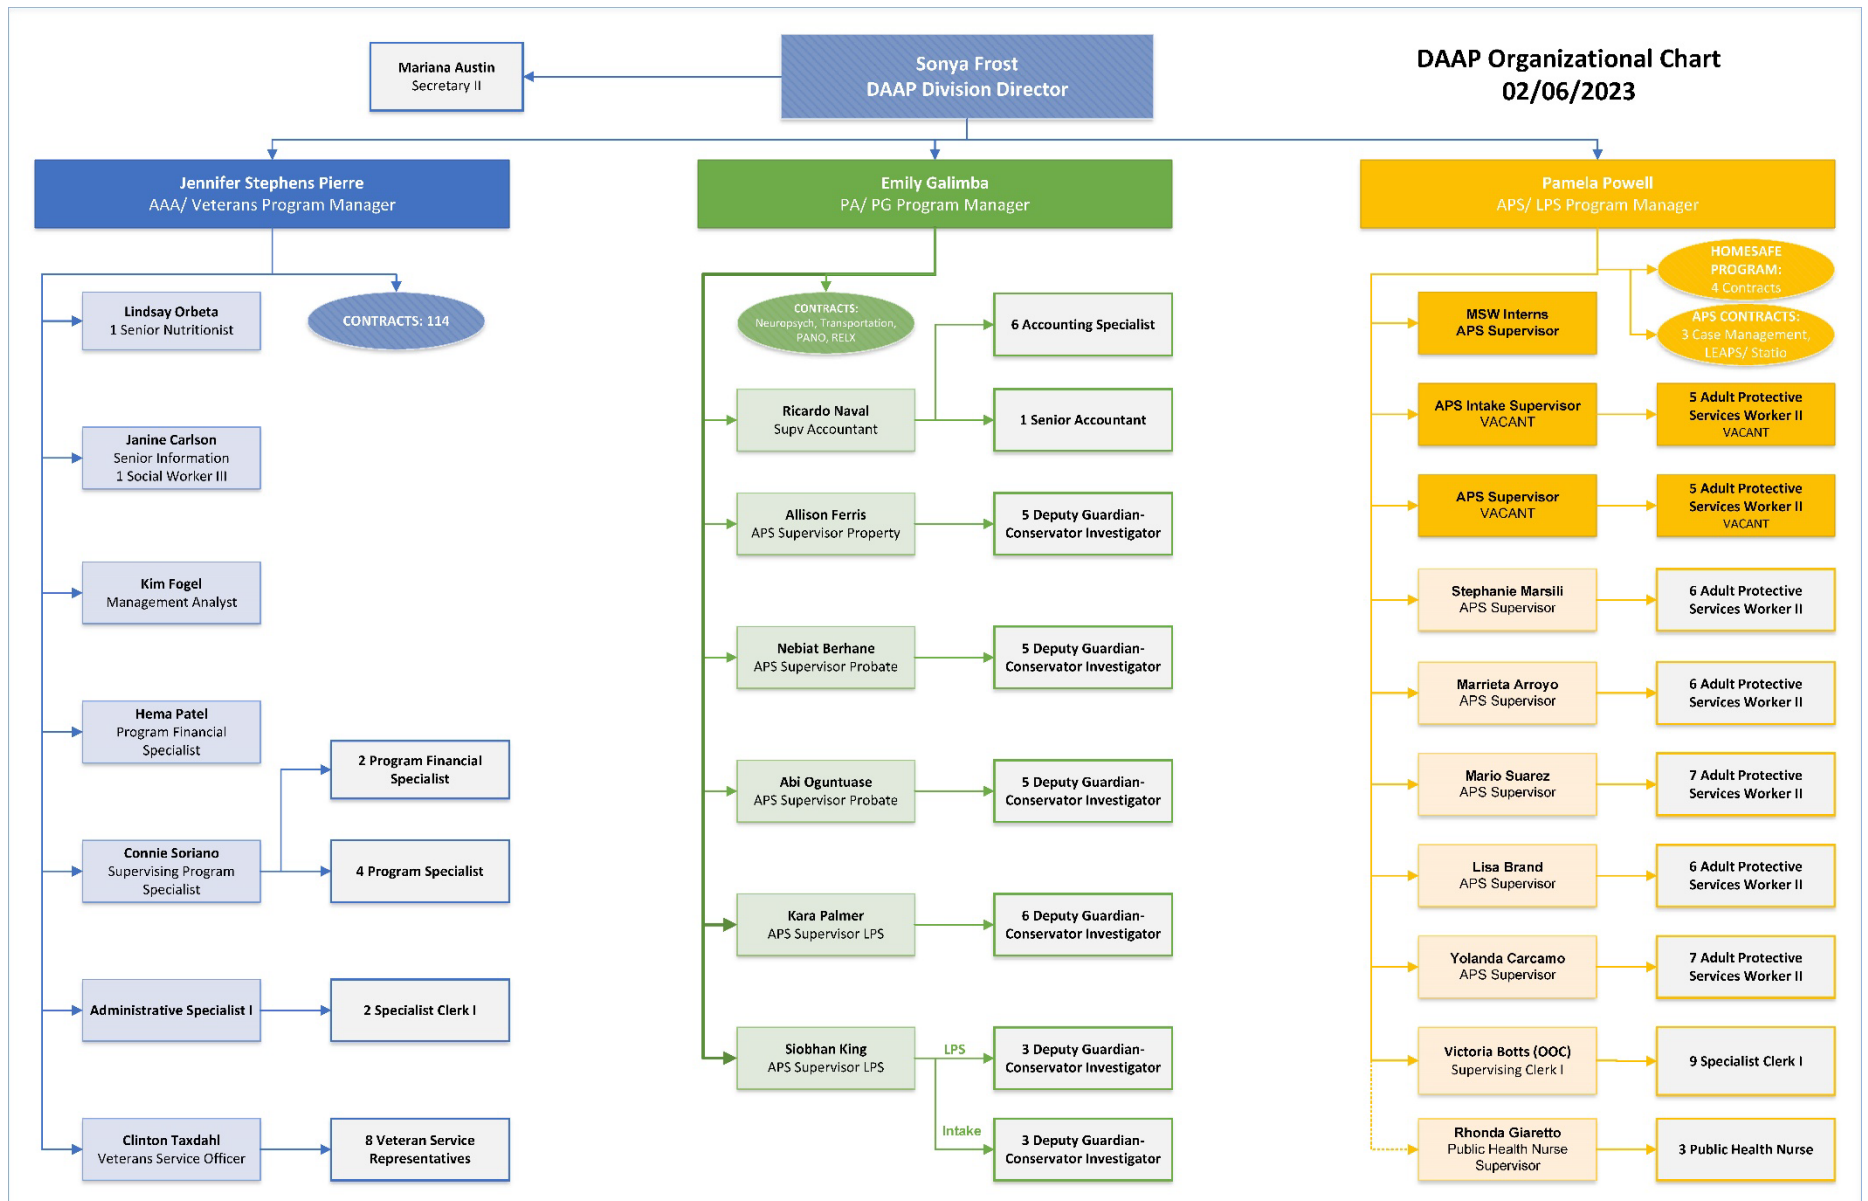 Mariana Austin
Secretary II
Sonya Frost
DAAP Division Director
DAAP Organizational Chart
02/06/2023
Jennifer Stephens Pierre
AAA/ Veterans Program Manager
CONTRACTS: 114
Lindsay Orbeta
1 Senior Nutritionist
Janine Carlson
Senior Information
1 Social Worker III
Kim Fogel
Management Analyst
Hema Patel
Program Financial
Specialist
Connie Soriano
Supervising Program
Specialist
2 Program Financial
Specialist
4 Program Specialist
Administrative Specialist I
2 Specialist Clerk I
Clinton Taxdahl
Veterans Service Officer
8 Veteran Service
Representatives
Emily Galimba
PA/ PG Program Manager
CONTRACTS:
Neuropsych, Transportation,
PANO, RELX
Ricardo Naval
Supv Accountant
6 Accounting Specialist
1 Senior Accountant
Allison Ferris
APS Supervisor Property
5 Deputy Guardian-
Conservator Investigator
Nebiat Berhane
APS Supervisor Probate
5 Deputy Guardian-
Conservator Investigator
Abi Oguntuase
APS Supervisor Probate
5 Deputy Guardian-
Conservator Investigator
Kara Palmer
APS Supervisor LPS
6 Deputy Guardian-
Conservator Investigator
Siobhan King
APS Supervisor LPS
LPS
3 Deputy Guardian-
Conservator Investigator
Intake
3 Deputy Guardian-
Conservator Investigator
Pamela Powell
APS/ LPS Program Manager
HOMESAFE
PROGRAM:
4 Contracts
APS CONTRACTS:
3 Case Management,
LEAPS/ Statio
MSW Interns
APS Supervisor
APS Intake Supervisor
VACANT
5 Adult Protective
Services Worker II
VACANT
APS Supervisor
VACANT
5 Adult Protective
Services Worker II
VACANT
Stephanie Marsili
APS Supervisor
6 Adult Protective
Services Worker II
Marrieta Arroyo
APS Supervisor
6 Adult Protective
Services Worker II
Mario Suarez
APS Supervisor
7 Adult Protective
Services Worker II
Lisa Brand
APS Supervisor
6 Adult Protective
Services Worker II
Yolanda Carcamo
APS Supervisor
7 Adult Protective
Services Worker II
Victoria Botts (OOC)
Supervising Clerk I
9 Specialist Clerk I
Rhonda Giaretto
Public Health Nurse
Supervisor
3 Public Health Nurse